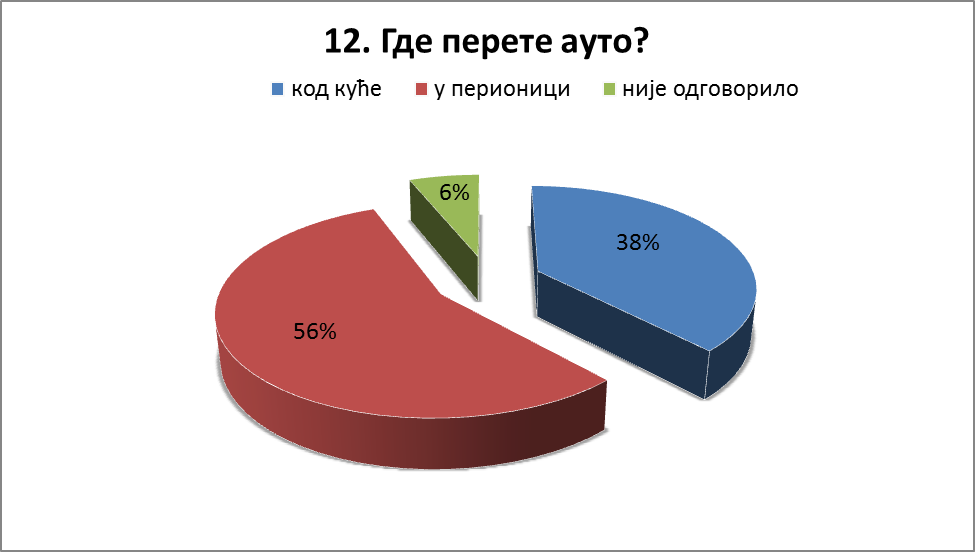 12. Где перете ауто?
код куће у перионици није одговорило
6%
38%
56%